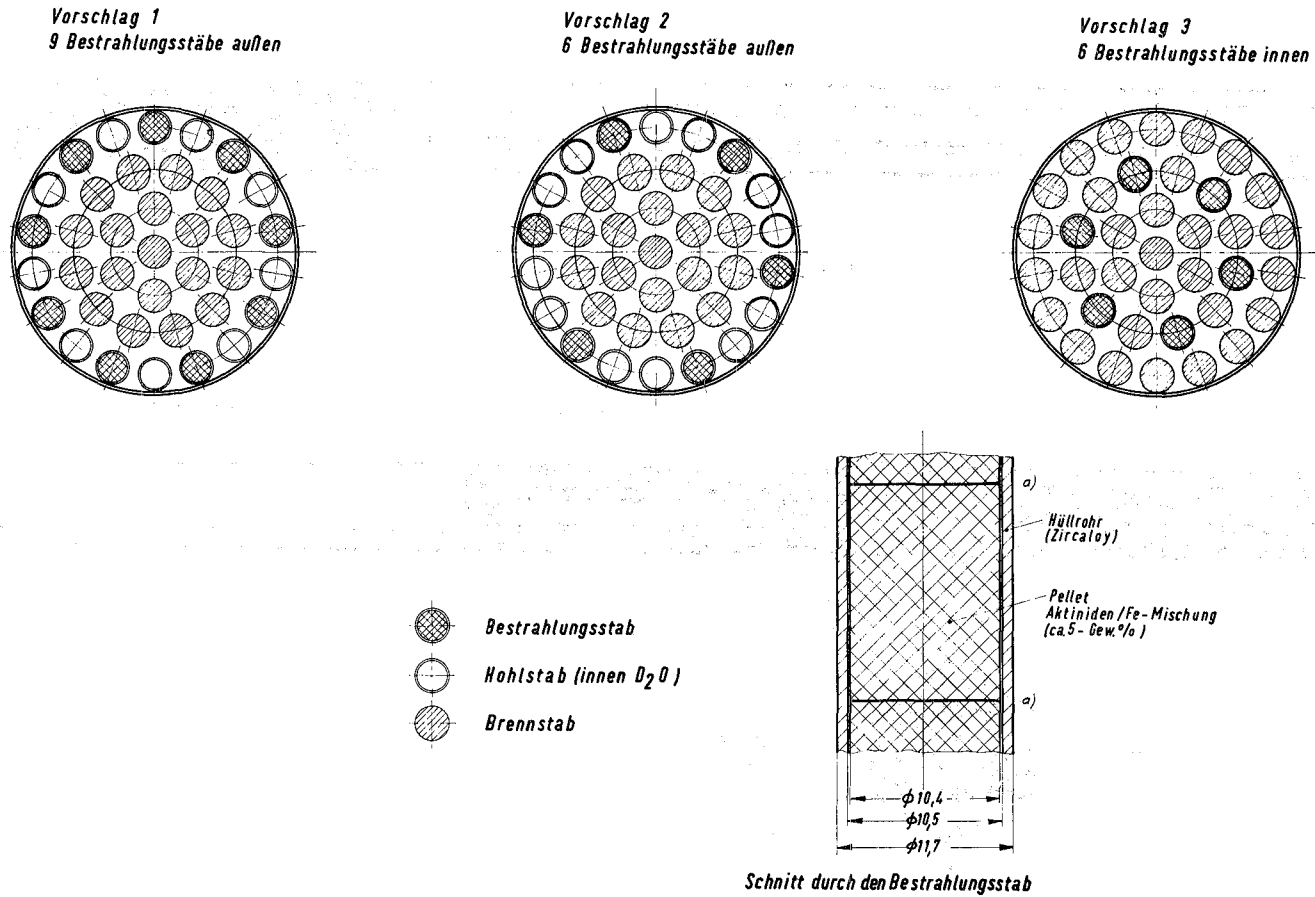 Vorschlag 1
9 Bestrahlungsstäbe außen
Vorschlag 2
6 Bestrahlungsstäbe außen
Vorschlag 3
6 Bestrahlungsstäbe innen
a)
Hüllrohr
(Zircaloy)
Pellet
Aktiniden/Fe-Mischung
(ca.5- Gew.%)
a)
Bestrahlungsstab
Hohlstab (innen D₂O)
Brennstab
ϕ10,4
ϕ10,5
ϕ11,7
Schnitt durch den Bestrahlungsstab